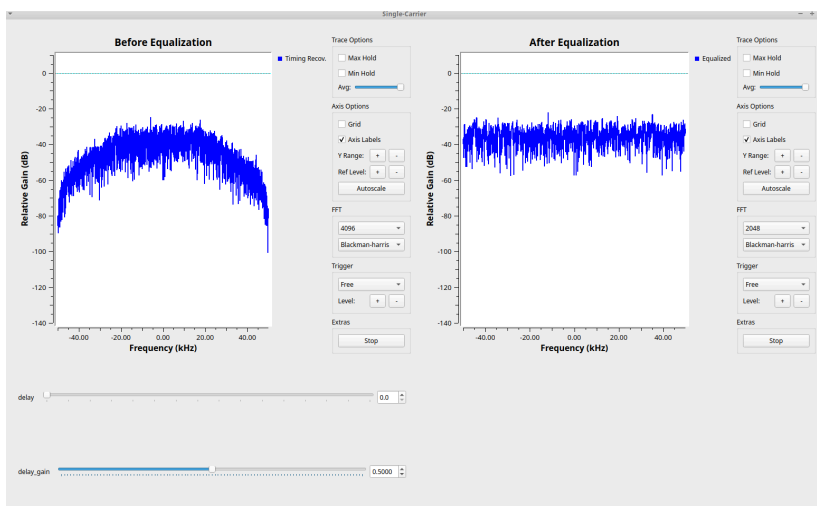 Single-Carrier
Before Equalization
Timing Recov.
Relative Gain (dB)
0
-20
-40
-60
-80
-100
-120
-140
-40.00 -20.00 0.00 20.00 40.00
Frequency (kHz)
Trace Options
Max Hold
Min Hold
Avg:
Axis Options
Grid
Axis Labels
Y Range: + -
Ref Level: + -
Autoscale
FFT
4096
Blackman-harris
Trigger
Free
Level: + -
Extras
Stop
After Equalization
Equalized
Relative Gain (dB)
0
-20
-40
-60
-80
-100
-120
-140
-40.00 -20.00 0.00 20.00 40.00
Frequency (kHz)
Trace Options
Max Hold
Min Hold
Avg:
Axis Options
Grid
Axis Labels
Y Range: + -
Ref Level: + -
Autoscale
FFT
2048
Blackman-harris
Trigger
Free
Level: + -
Extras
Stop
delay 0.0
delay_gain 0.5000